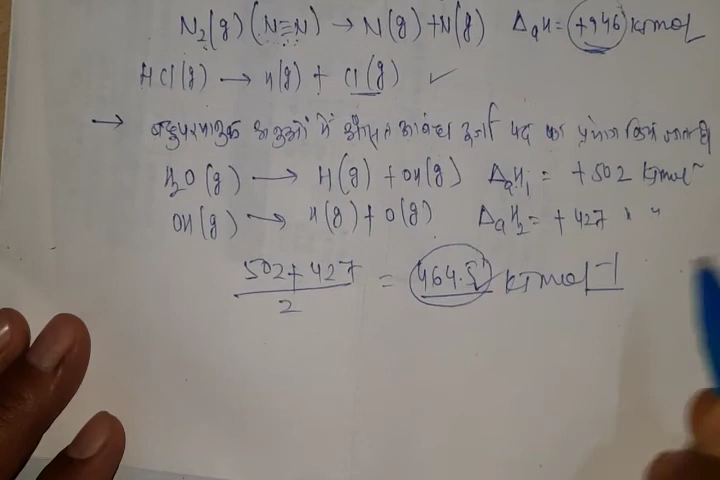 N₂(g) (N≡N) → N(g) + N(g) ΔₐH = +946 KJmol
HCl(g) → H(g) + Cl(g) ✓
→ बहुपरमाणुक अणुओं में औसत आबंध ऊर्जा पद का प्रयोग किया जाता है
H₂O(g) → H(g) + OH(g) ΔₐH₁ = +502 KJmol⁻
OH(g) → H(g) + O(g) ΔₐH₂ = +427 " "
502+427/2 = 464.5 KJmol⁻¹